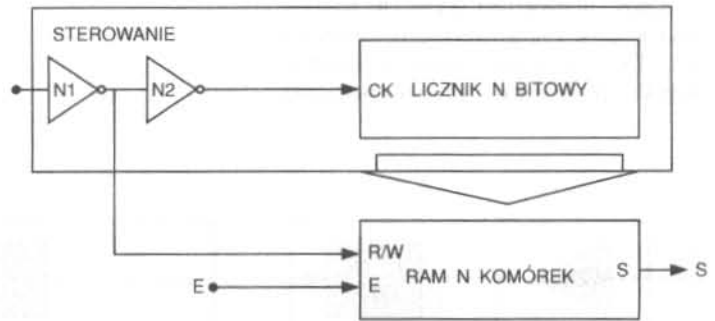 STEROWANIE
N1
N2
CK LICZNIK N BITOWY
R/W
E
E
RAM N KOMÓREK
S
S